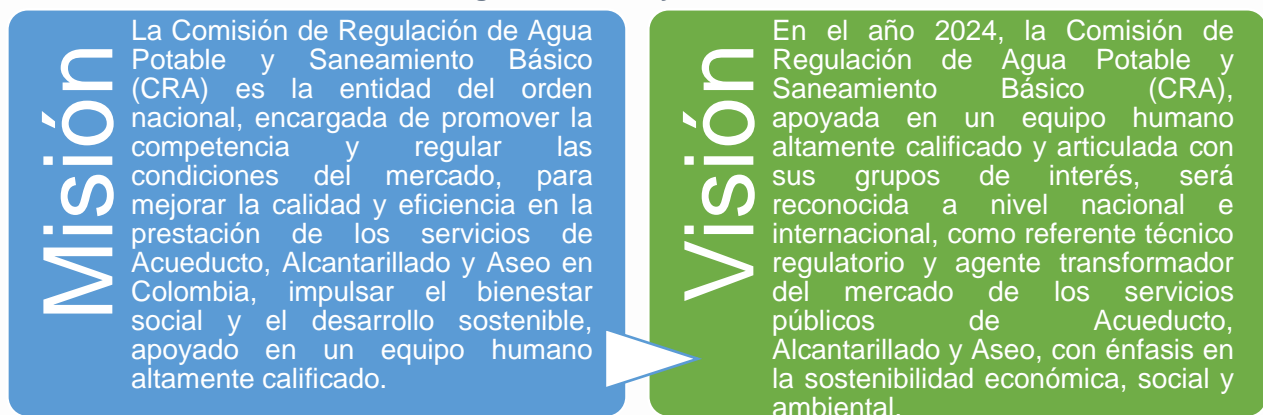 Misión
La Comisión de Regulación de Agua
Potable y Saneamiento Básico
(CRA) es la entidad del orden
nacional, encargada de promover la
competencia y regular las
condiciones del mercado, para
mejorar la calidad y eficiencia en la
prestación de los servicios de
Acueducto, Alcantarillado y Aseo en
Colombia, impulsar el bienestar
social y el desarrollo sostenible,
apoyado en un equipo humano
altamente calificado.
Visión
En el año 2024, la Comisión de
Regulación de Agua Potable y
Saneamiento Básico (CRA),
apoyada en un equipo humano
altamente calificado y articulada con
sus grupos de interés, será
reconocida a nivel nacional e
internacional, como referente técnico
regulatorio y agente transformador
del mercado de los servicios
públicos de Acueducto,
Alcantarillado y Aseo, con énfasis en
la sostenibilidad económica, social y
ambiental.